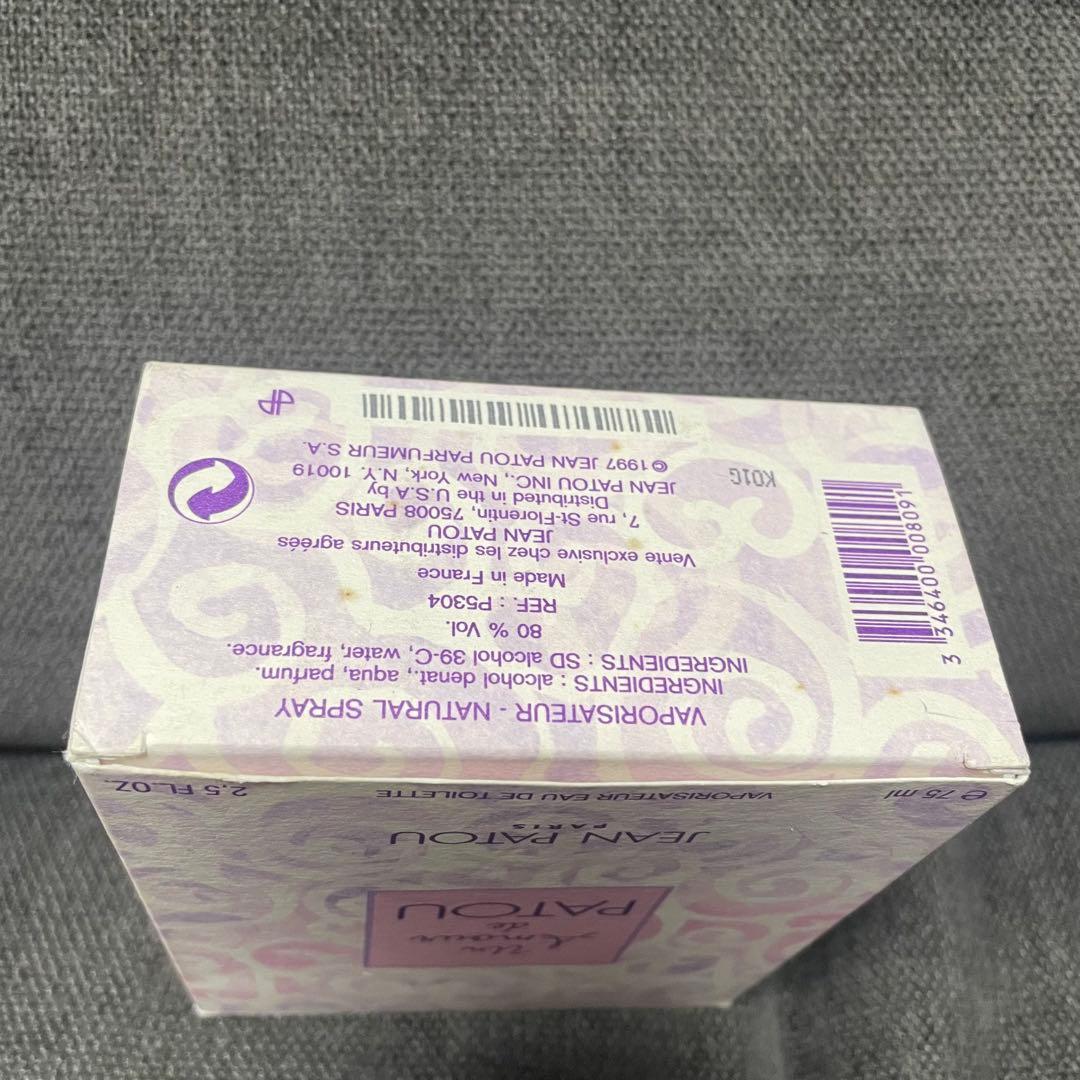 VAPORISATEUR - NATURAL SPRAY
INGREDIENTS : alcohol denat., aqua, parfum.
INGREDIENTS : SD alcohol 39-C, water, fragrance.
80 % Vol.
REF. : P5304
Made in France
Vente exclusive chez les distributeurs agréés
JEAN PATOU
7, rue St-Florentin, 75008 PARIS
Distributed in the U.S.A by
JEAN PATOU INC., New York, N.Y. 10019
©1997 JEAN PATOU PARFUMEUR S.A.
JP
K01G
3 346400 008091
Un
Amour
de
PATOU
JEAN PATOU
PARIS
℮ 75 ml VAPORISATEUR EAU DE TOILETTE 2,5 FL.OZ.